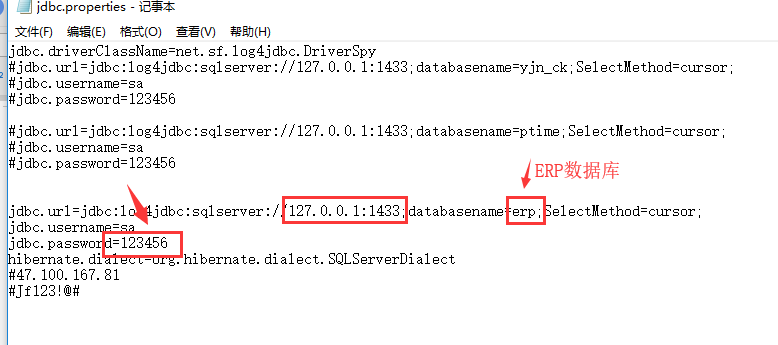 jdbc.properties - 记事本
文件(F) 编辑(E) 格式(O) 查看(V) 帮助(H)
jdbc.driverClassName=net.sf.log4jdbc.DriverSpy
#jdbc.url=jdbc:log4jdbc:sqlserver://127.0.0.1:1433;databasename=yjn_ck;SelectMethod=cursor;
#jdbc.username=sa
#jdbc.password=123456
#jdbc.url=jdbc:log4jdbc:sqlserver://127.0.0.1:1433;databasename=ptime;SelectMethod=cursor;
#jdbc.username=sa
#jdbc.password=123456
ERP数据库
jdbc.url=jdbc:log4jdbc:sqlserver://127.0.0.1:1433;databasename=erp;SelectMethod=cursor;
jdbc.username=sa
jdbc.password=123456
hibernate.dialect=org.hibernate.dialect.SQLServerDialect
#47.100.167.81
#Jf123!@#